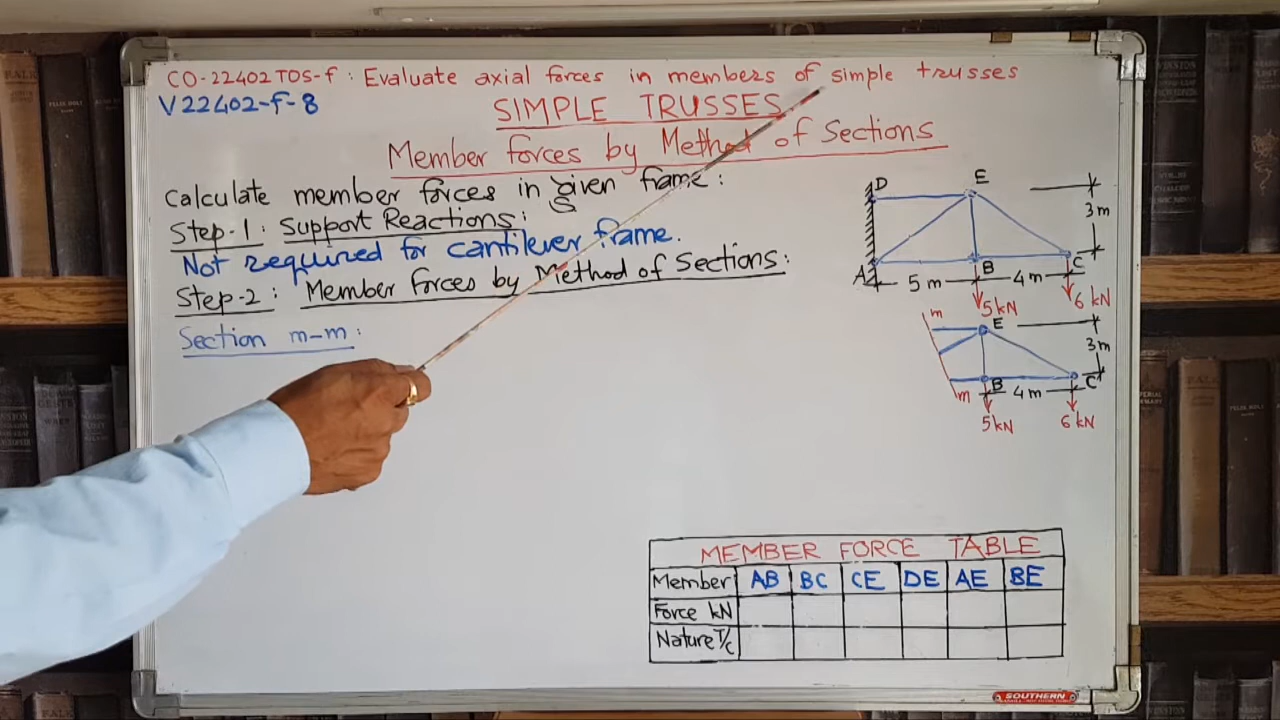 CO-22402 TOS-f : Evaluate axial forces in members of simple trusses
V22402-f-8
SIMPLE TRUSSES
Member forces by Method of Sections
Calculate member forces in given frame :
Step-1 : Support Reactions :
Not required for cantilever frame.
Step-2 : Member Forces by Method of Sections :
Section m-m :
D
E
3m
A
B
C
5 m
4 m
5 kN
6 kN
m
E
3m
m
B
4 m
C
5 kN
6 kN
MEMBER FORCE TABLE
Member AB BC CE DE AE BE
Force kN
Nature T/C
SOUTHERN